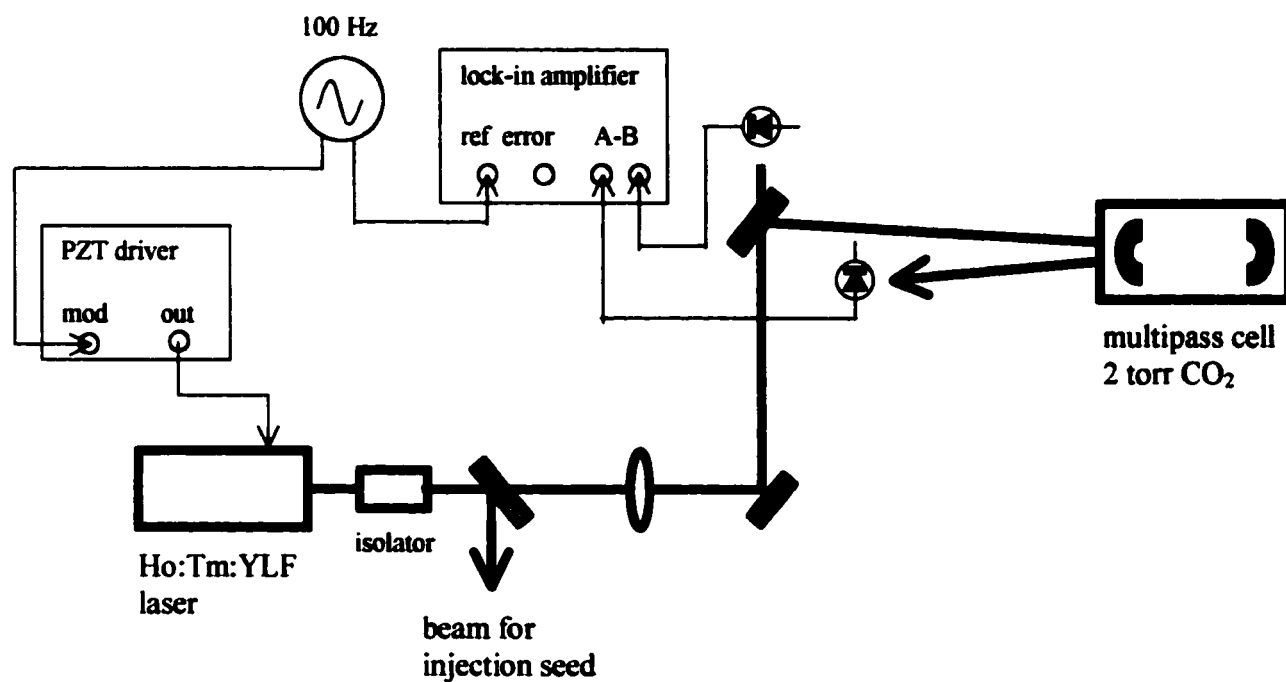 100 Hz
lock-in amplifier
ref error A-B
PZT driver
mod out
multipass cell
2 torr CO₂
isolator
Ho:Tm:YLF
laser
beam for
injection seed